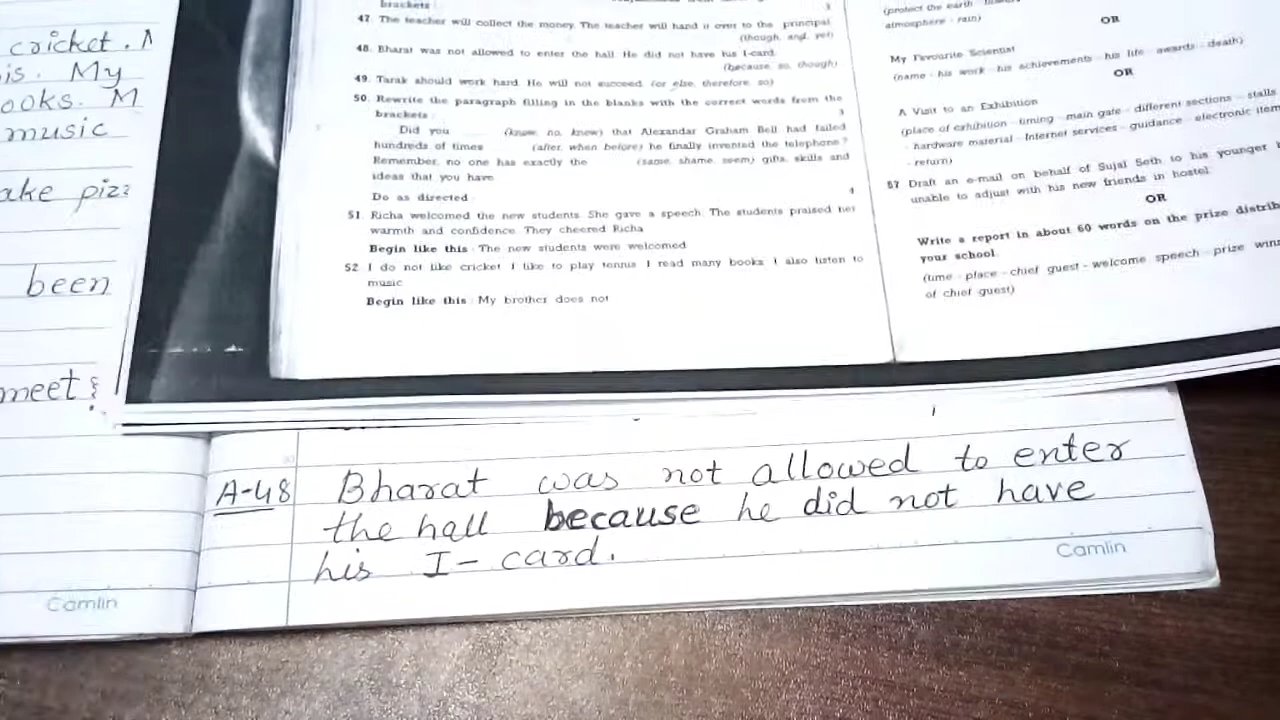 cricket.
is. My
ooks. M
music
ake piz
been
meet
brackets :
3
47. The teacher will collect the money. The teacher will hand it over to the principal.
(though, and, yet)
48. Bharat was not allowed to enter the hall. He did not have his I-card.
(because, so, though)
49. Tarak should work hard. He will not succeed. (or else, therefore, so)
50. Rewrite the paragraph filling in the blanks with the correct words from the
brackets :
3
Did you (know, no, knew) that Alexandar Graham Bell had failed
hundreds of times (after, when before) he finally invented the telephone?
Remember, no one has exactly the (same, shame, seem) gifts, skills and
ideas that you have.
Do as directed :
4
51. Richa welcomed the new students. She gave a speech. The students praised her
warmth and confidence. They cheered Richa.
Begin like this : The new students were welcomed
52. I do not like cricket. I like to play tennis. I read many books. I also listen to
music.
Begin like this : My brother does not
(protect the earth
atmosphere - rain)
OR
My Favourite Scientist
(name - his work - his achievements - his life - awards - death)
OR
A Visit to an Exhibition
(place of exhibition - timing - main gate - different sections - stalls
- hardware material - Internet services - guidance - electronic item
- return)
57 Draft an e-mail on behalf of Sujal Seth to his younger
unable to adjust with his new friends in hostel.
OR
Write a report in about 60 words on the prize distrib
your school.
(time - place - chief guest - welcome speech - prize winn
of chief guest)
A-48 Bharat was not allowed to enter
the hall because he did not have
his I-card.
Camlin
Camlin